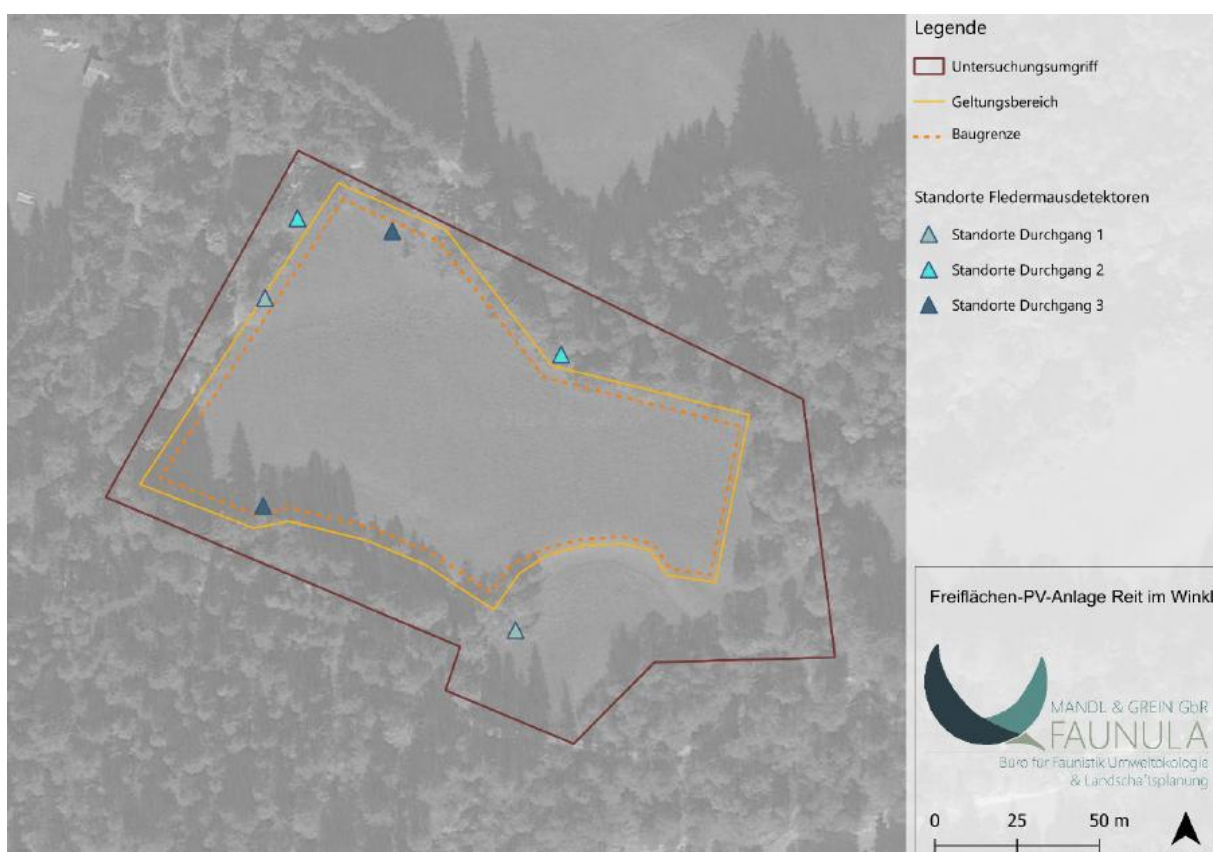 Legende
Untersuchungsumgriff
Geltungsbereich
Baugrenze
Standorte Fledermausdetektoren
Standorte Durchgang 1
Standorte Durchgang 2
Standorte Durchgang 3
Freiflächen-PV-Anlage Reit im Winkl
MANDL & GREIN GbR
FAUNULA
Büro für Faunistik Umweltökologie
& Landschaftsplanung
0 25 50 m